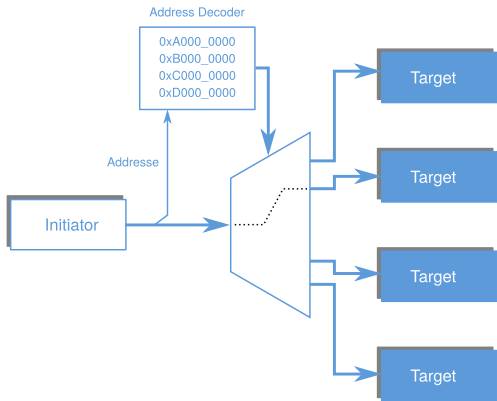 Address Decoder
0xA000_0000
0xB000_0000
0xC000_0000
0xD000_0000
Target
Addresse
Target
Initiator
Target
Target